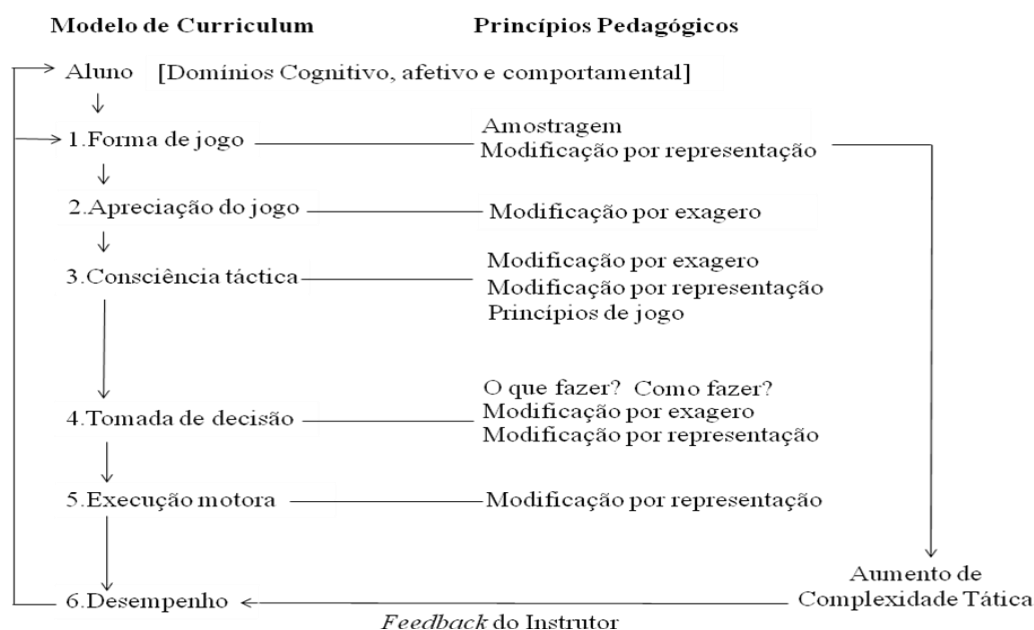 Modelo de Curriculum Princípios Pedagógicos
Aluno [Domínios Cognitivo, afetivo e comportamental]
1.Forma de jogo
Amostragem
Modificação por representação
2.Apreciação do jogo
Modificação por exagero
3.Consciência táctica
Modificação por exagero
Modificação por representação
Princípios de jogo
4.Tomada de decisão
O que fazer? Como fazer?
Modificação por exagero
Modificação por representação
5.Execução motora
Modificação por representação
6.Desempenho
Aumento de
Complexidade Tática
Feedback do Instrutor